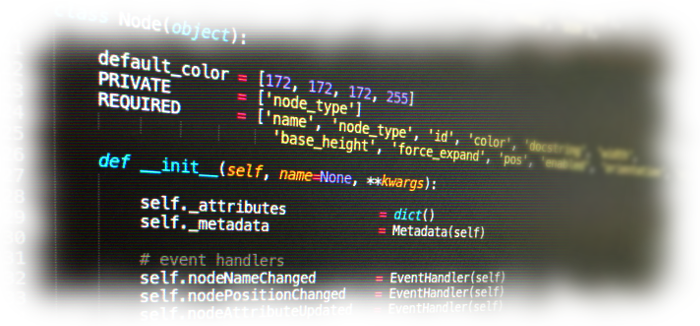 class Node(object):
default_color = [172, 172, 172, 255]
PRIVATE = ['node_type']
REQUIRED = ['name', 'node_type', 'id', 'color', 'docstring', 'width',
'base_height', 'force_expand', 'pos', 'enabled', 'orientation'
def __init__(self, name=None, **kwargs):
self._attributes = dict()
self._metadata = Metadata(self)
# event handlers
self.nodeNameChanged = EventHandler(self)
self.nodePositionChanged = EventHandler(self)
self.nodeAttributeUpdated = EventHandler(self)